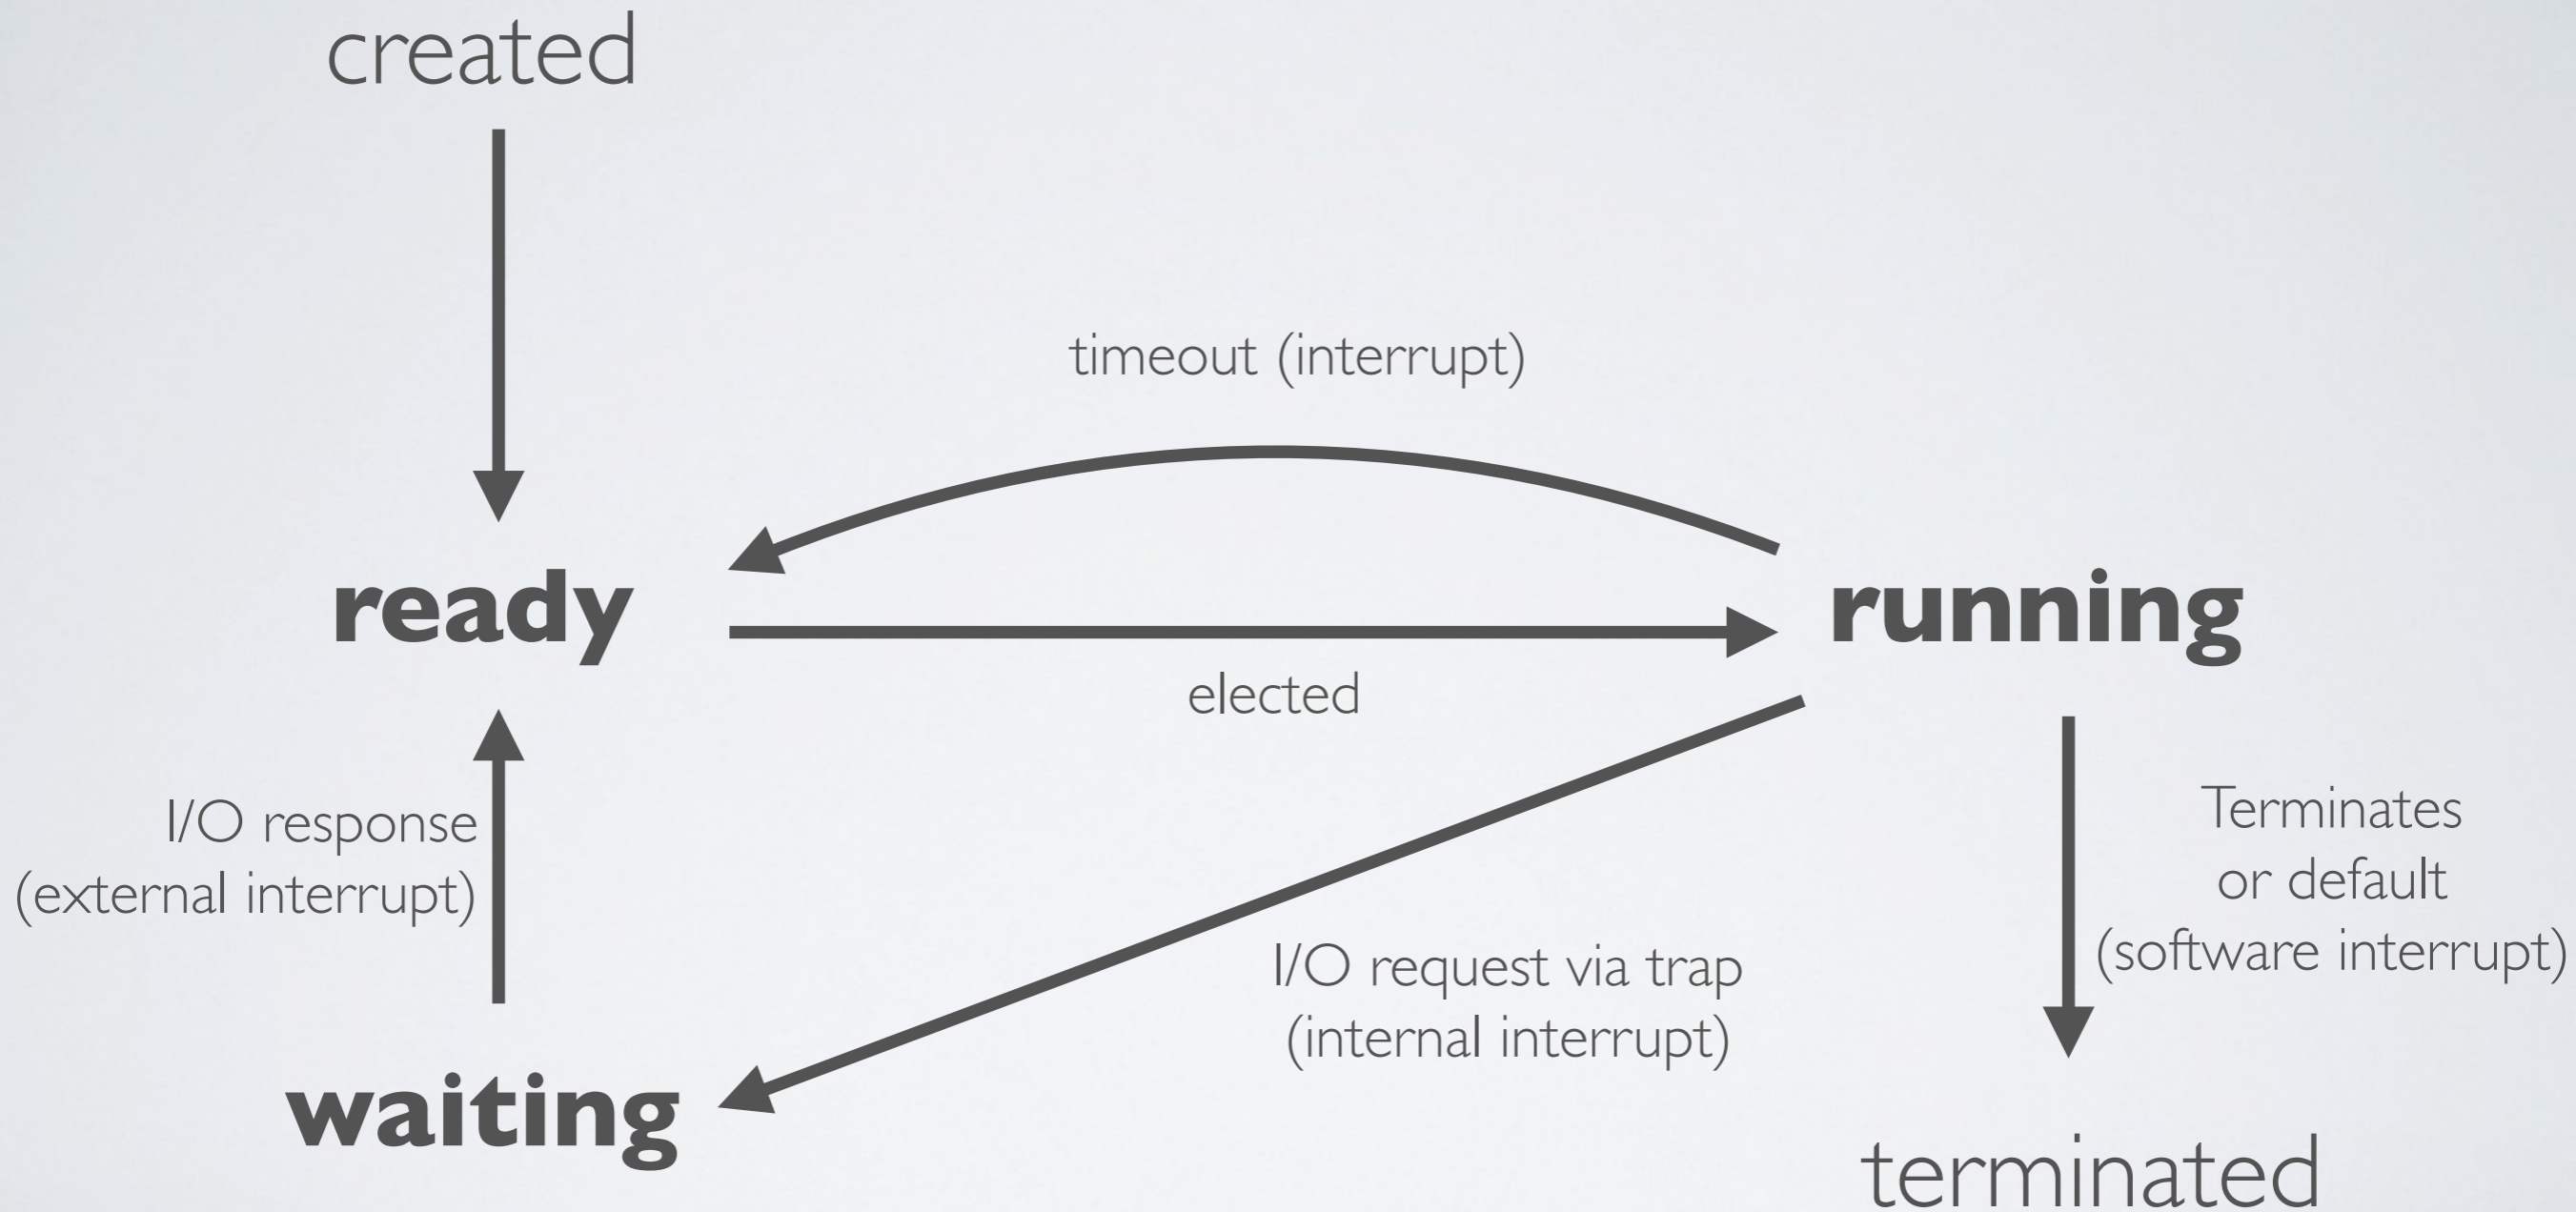 created
timeout (interrupt)
ready
running
elected
I/O response
(external interrupt)
Terminates
or default
(software interrupt)
I/O request via trap
(internal interrupt)
waiting
terminated